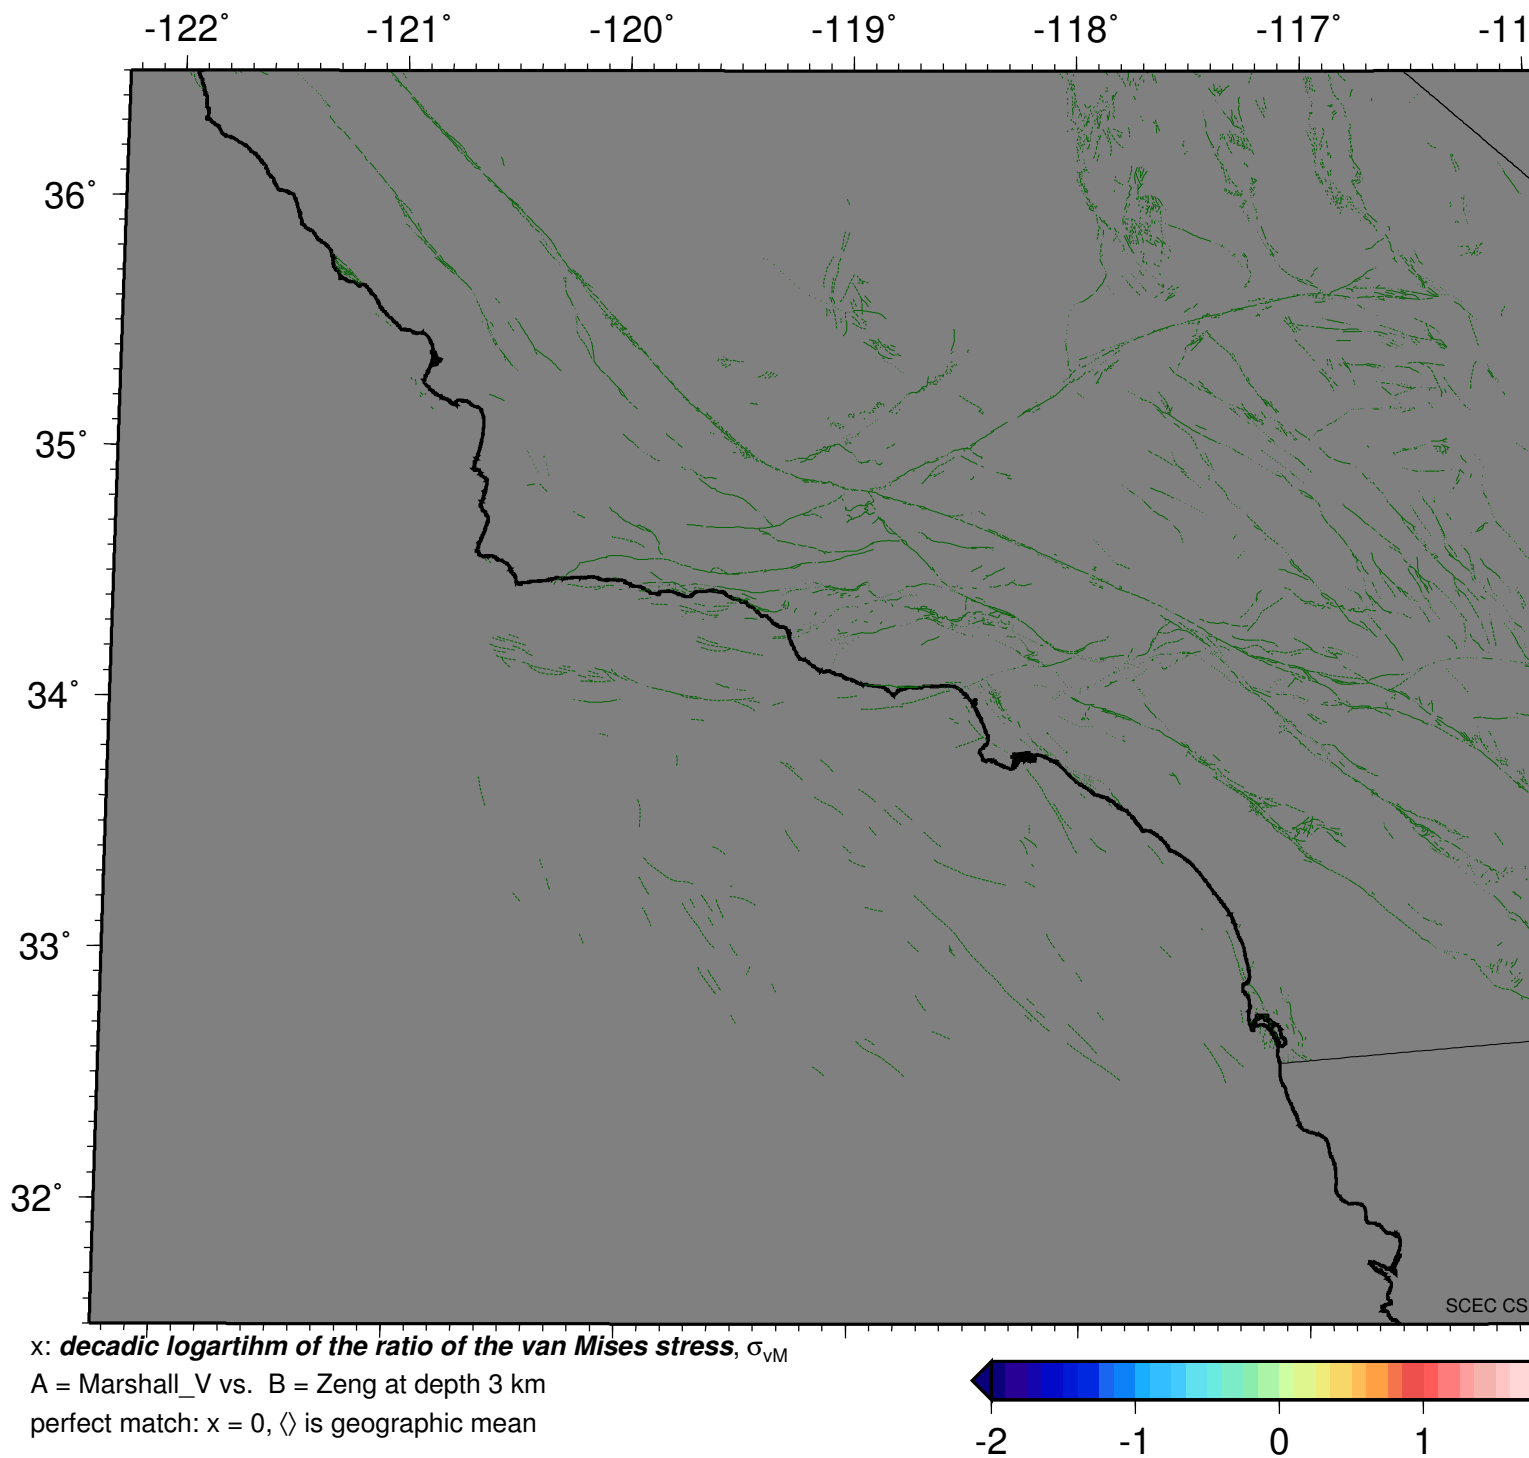 -122° -121° -120° -119° -118° -117° -11
36°
35°
34°
33°
32°
SCEC CS
x: decadic logartihm of the ratio of the van Mises stress, σvM
A = Marshall_V vs. B = Zeng at depth 3 km
perfect match: x = 0, ⟨⟩ is geographic mean
-2 -1 0 1